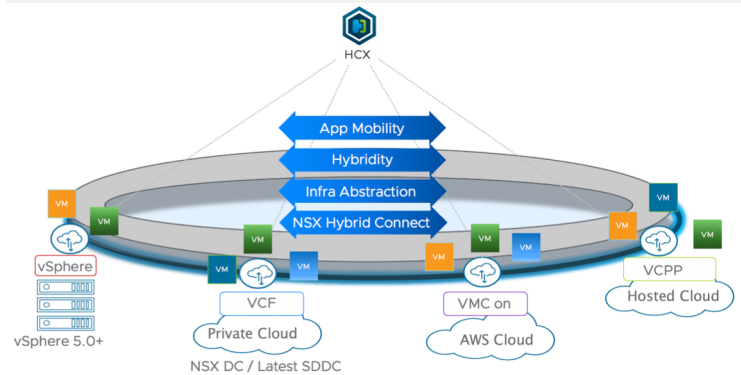 HCX
App Mobility
Hybridity
Infra Abstraction
NSX Hybrid Connect
VM
VM
VM
VM
VM
VM
VM
VM
VM
VM
VM
VM
vSphere
vSphere 5.0+
VCF
Private Cloud
NSX DC / Latest SDDC
VMC on
AWS Cloud
VCPP
Hosted Cloud